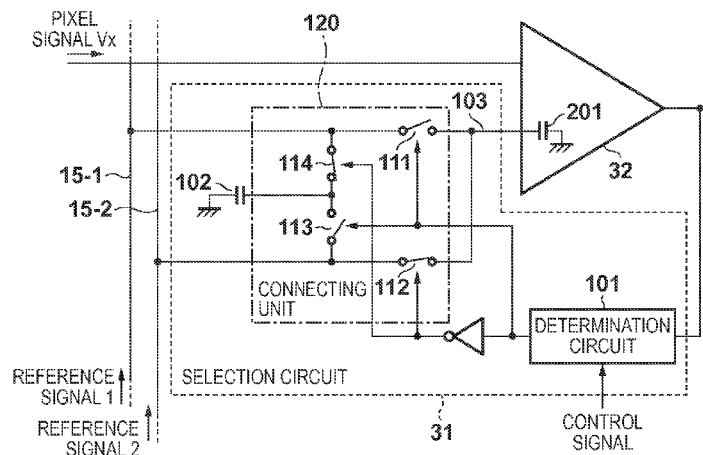 PIXEL
SIGNAL Vx
120
103
201
111
114
32
15-1
102
15-2
113
112
101
CONNECTING
UNIT
DETERMINATION
CIRCUIT
REFERENCE
SIGNAL 1
SELECTION CIRCUIT
REFERENCE
SIGNAL 2
31
CONTROL
SIGNAL